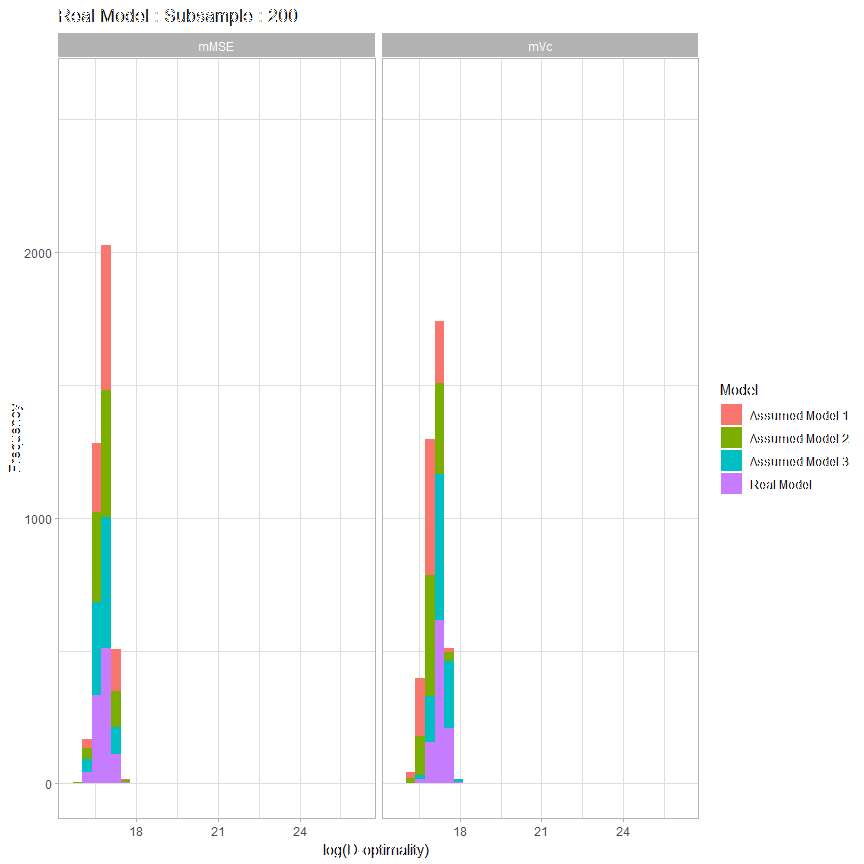 Real Model : Subsample : 200
mMSE
mVc
2000
1000
0
Frequency
18
21
24
18
21
24
log(D-optimality)
Model
Assumed Model 1
Assumed Model 2
Assumed Model 3
Real Model